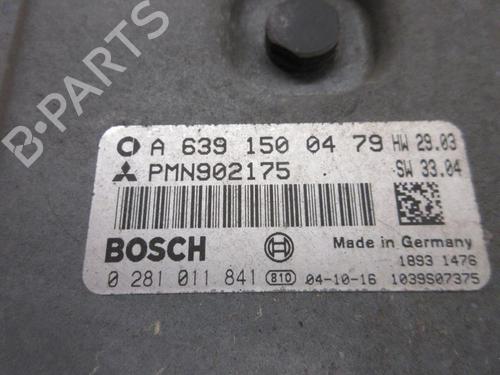 A 639 150 04 79 HW 29.03
PMN902175 SW 33.04
BOSCH
Made in Germany
1893 1476
0 281 011 841 810 04-10-16 1039S07375
B-PARTS